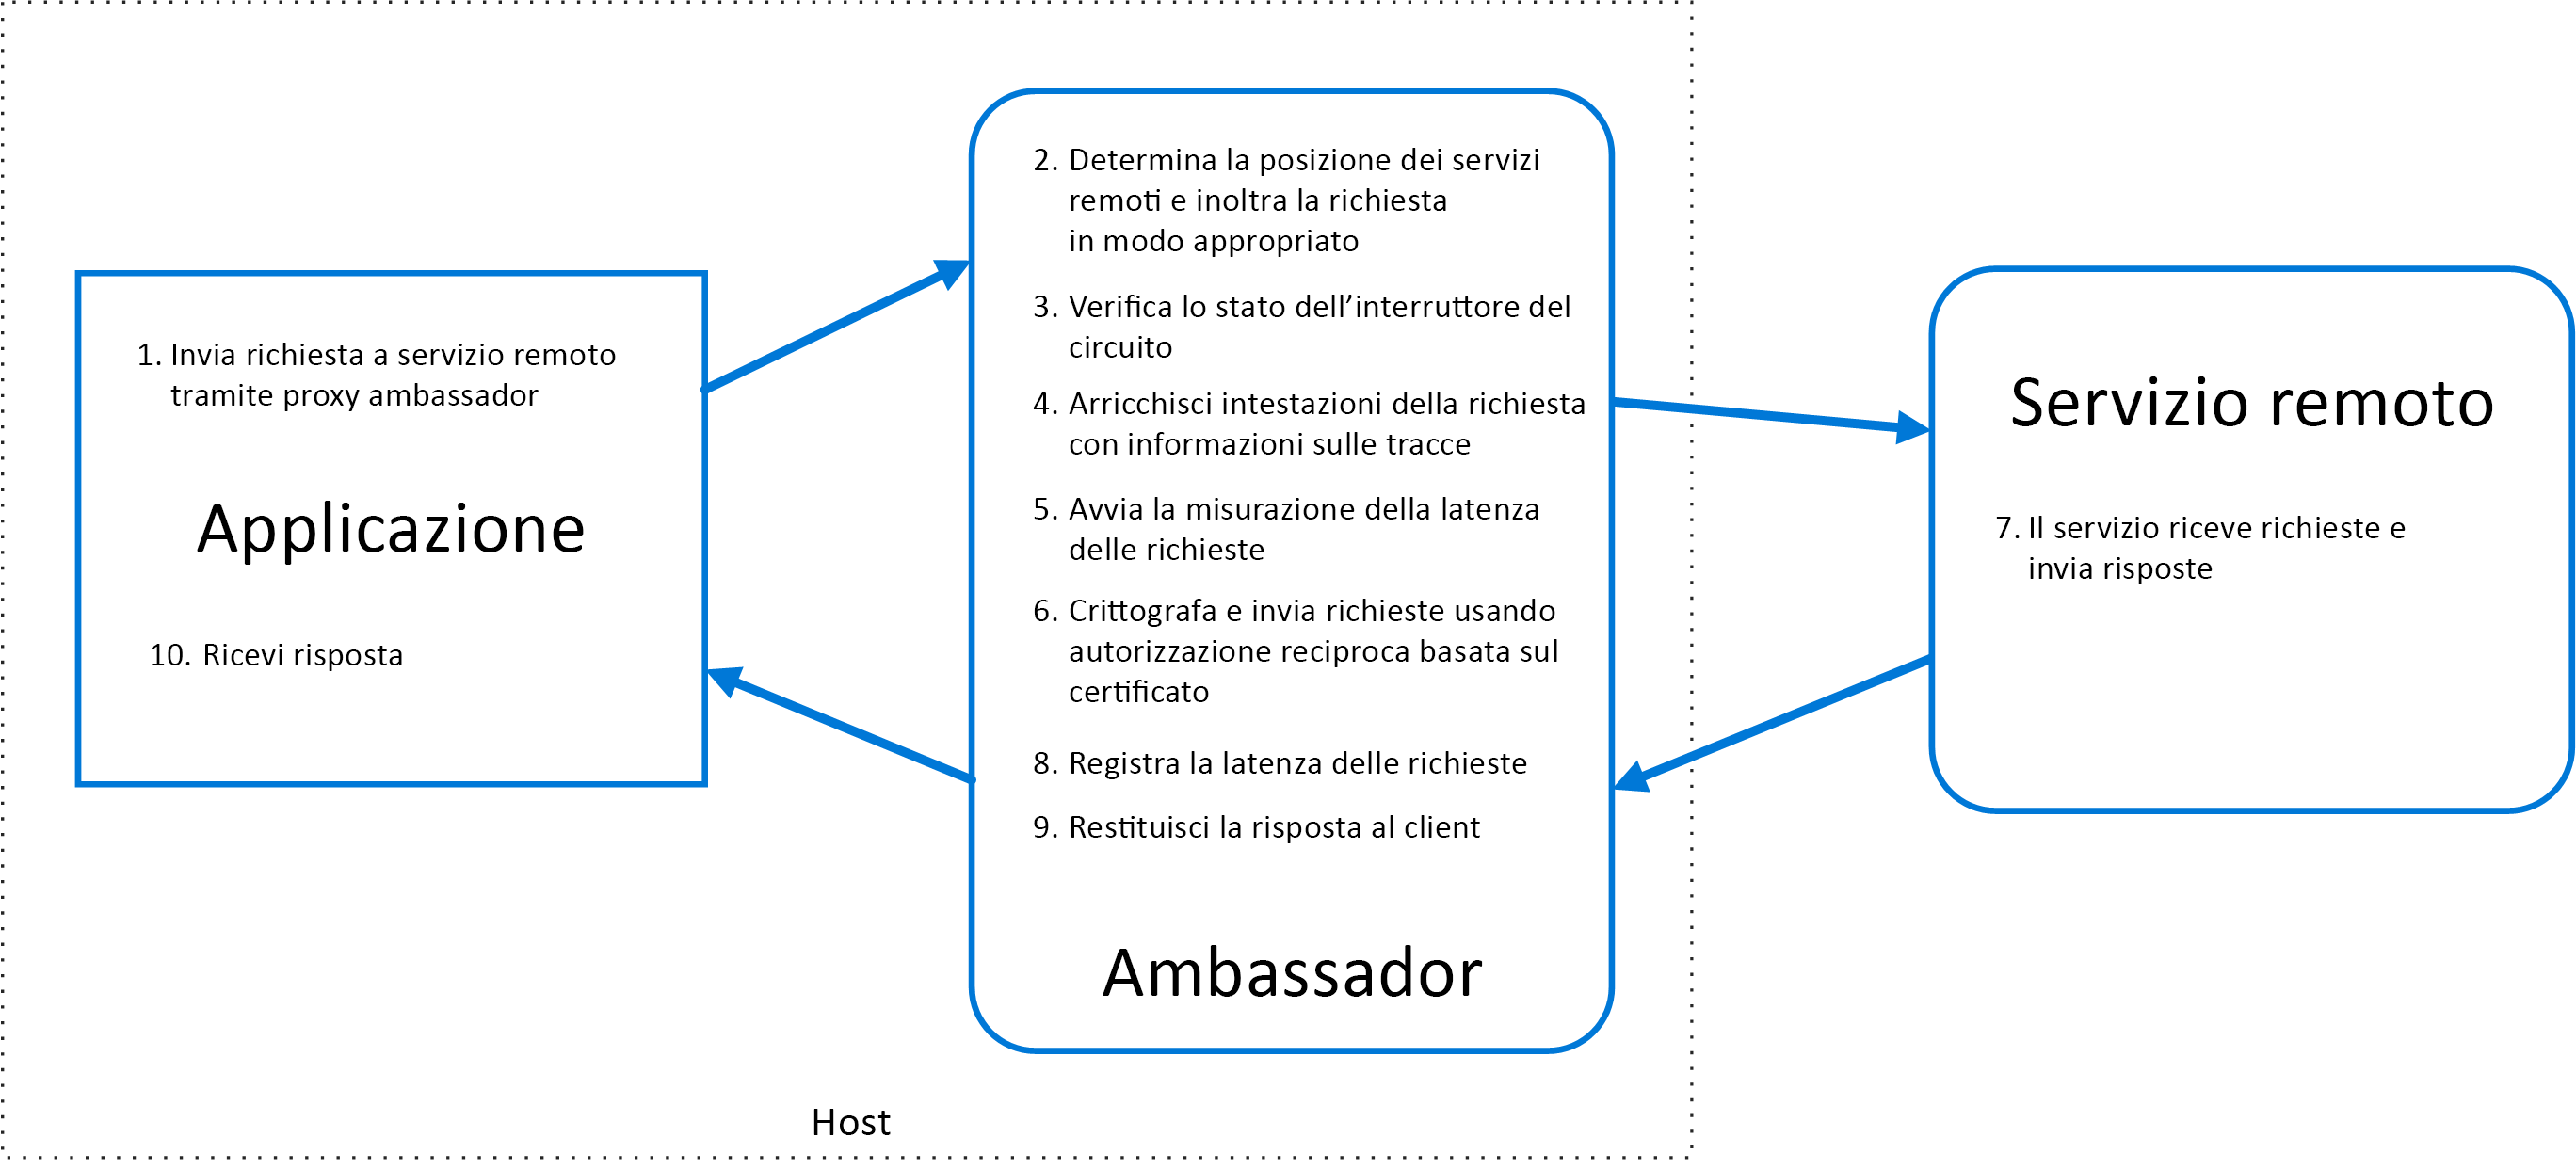 1. Invia richiesta a servizio remoto
tramite proxy ambassador
Applicazione
10. Ricevi risposta
2. Determina la posizione dei servizi
remoti e inoltra la richiesta
in modo appropriato
3. Verifica lo stato dell’interruttore del
circuito
4. Arricchisci intestazioni della richiesta
con informazioni sulle tracce
5. Avvia la misurazione della latenza
delle richieste
6. Crittografa e invia richieste usando
autorizzazione reciproca basata sul
certificato
8. Registra la latenza delle richieste
9. Restituisci la risposta al client
Ambassador
Servizio remoto
7. Il servizio riceve richieste e
invia risposte
Host